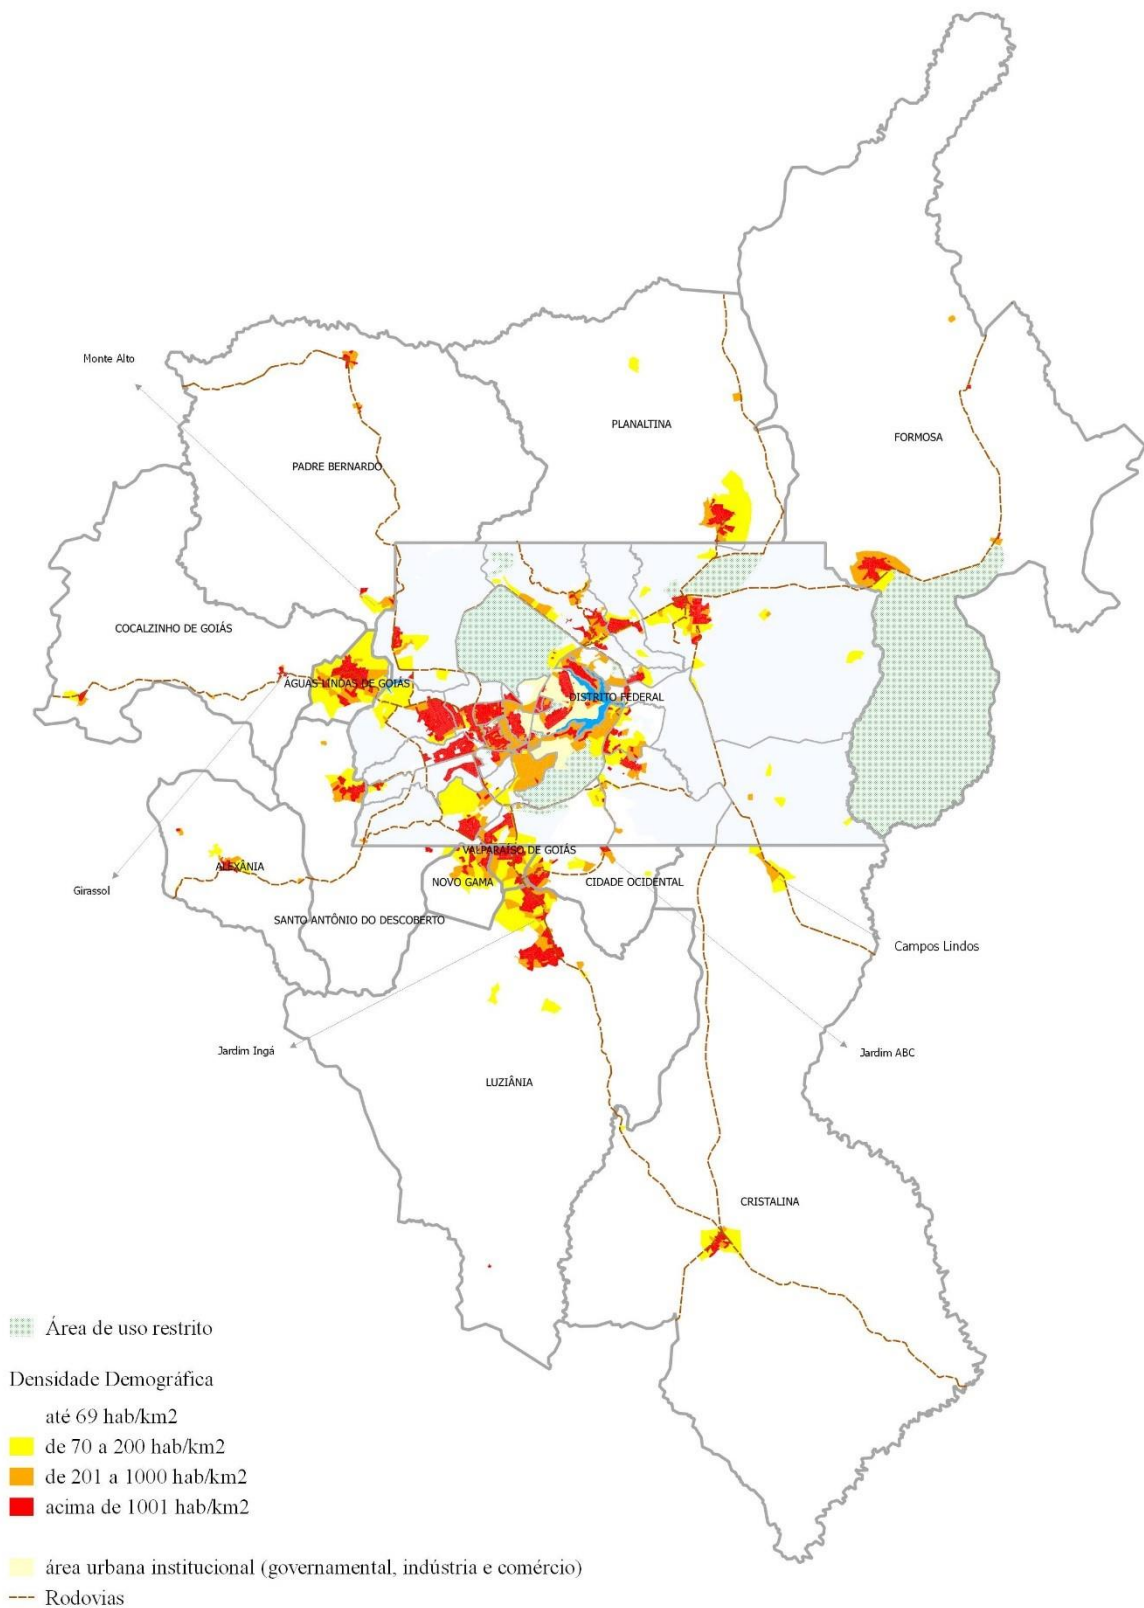 Monte Alto
PLANALTINA
FORMOSA
PADRE BERNARDO
COCALZINHO DE GOIÁS
ÁGUAS LINDAS DE GOIÁS
DISTRITO FEDERAL
VALPARAÍSO DE GOIÁS
ALEXÂNIA
NOVO GAMA
CIDADE OCIDENTAL
Girassol
SANTO ANTÔNIO DO DESCOBERTO
Campos Lindos
Jardim Ingá
Jardim ABC
LUZIÂNIA
CRISTALINA
Área de uso restrito
Densidade Demográfica
até 69 hab/km2
de 70 a 200 hab/km2
de 201 a 1000 hab/km2
acima de 1001 hab/km2
área urbana institucional (governamental, indústria e comércio)
Rodovias